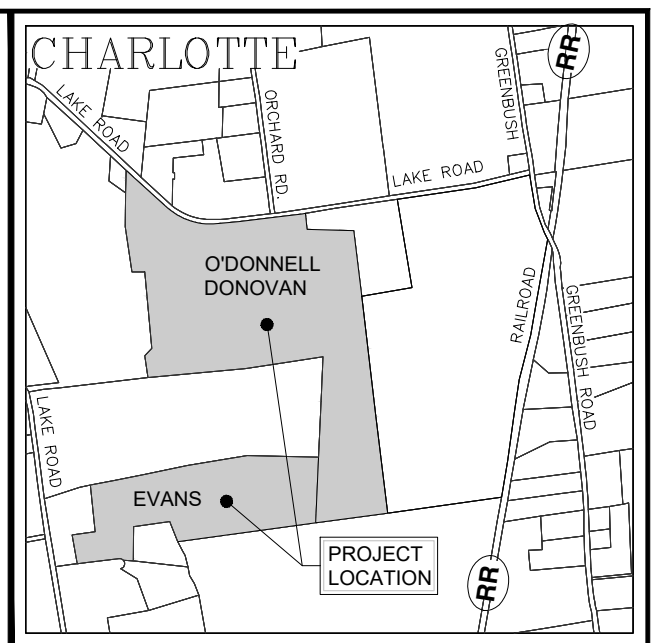 CHARLOTTE
RR
LAKE ROAD
ORCHARD RD.
GREENBUSH
LAKE ROAD
O'DONNELL
DONOVAN
RAILROAD
GREENBUSH ROAD
LAKE ROAD
EVANS
PROJECT
LOCATION
RR